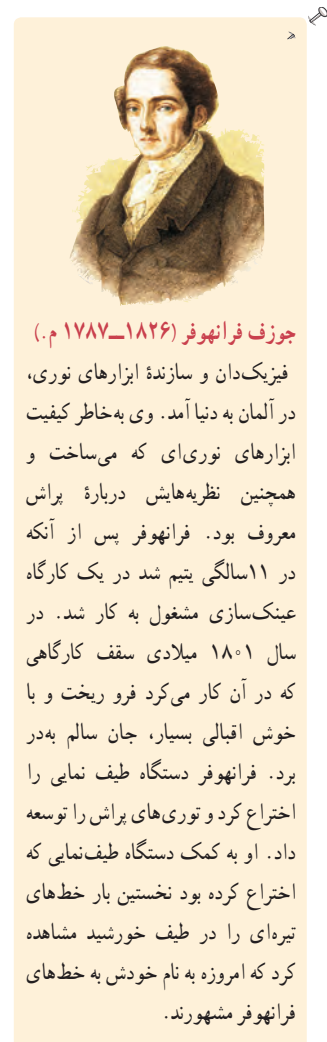 جوزف فرانهوفر (۱۸۲۶ــ۱۷۸۷ م.)
فیزیک‌دان و سازندهٔ ابزارهای نوری،
در آلمان به دنیا آمد. وی به‌خاطر کیفیت
ابزارهای نوری‌ای که می‌ساخت و
همچنین نظریه‌هایش دربارهٔ پراش
معروف بود. فرانهوفر پس از آنکه
در ۱۱سالگی یتیم شد در یک کارگاه
عینک‌سازی مشغول به کار شد. در
سال ۱۸۰۱ میلادی سقف کارگاهی
که در آن کار می‌کرد فرو ریخت و با
خوش اقبالی بسیار، جان سالم به‌در
برد. فرانهوفر دستگاه طیف نمایی را
اختراع کرد و توری‌های پراش را توسعه
داد. او به کمک دستگاه طیف‌نمایی که
اختراع کرده بود نخستین بار خط‌های
تیره‌ای را در طیف خورشید مشاهده
کرد که امروزه به نام خودش به خط‌های
فرانهوفر مشهورند.